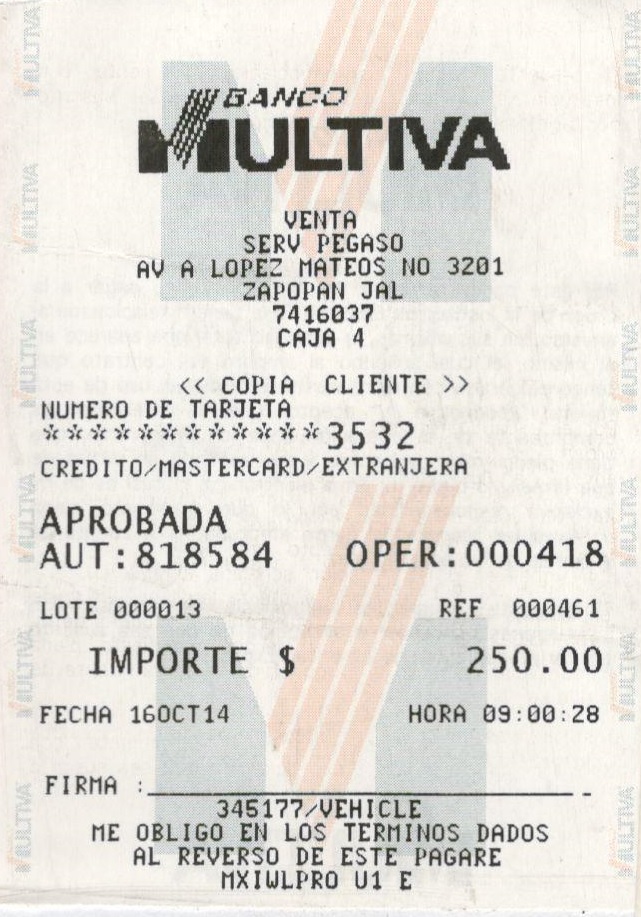 BANCO
MULTIVA
VENTA
SERV PEGASO
AV A LOPEZ MATEOS NO 3201
ZAPOPAN JAL
7416037
CAJA 4
<< COPIA CLIENTE >>
NUMERO DE TARJETA
************3532
CREDITO/MASTERCARD/EXTRANJERA
APROBADA
AUT:818584 OPER:000418
LOTE 000013 REF 000461
IMPORTE $ 250.00
FECHA 16OCT14 HORA 09:00:28
FIRMA :
345177/VEHICLE
ME OBLIGO EN LOS TERMINOS DADOS
AL REVERSO DE ESTE PAGARE
MXIWLPRO U1 E